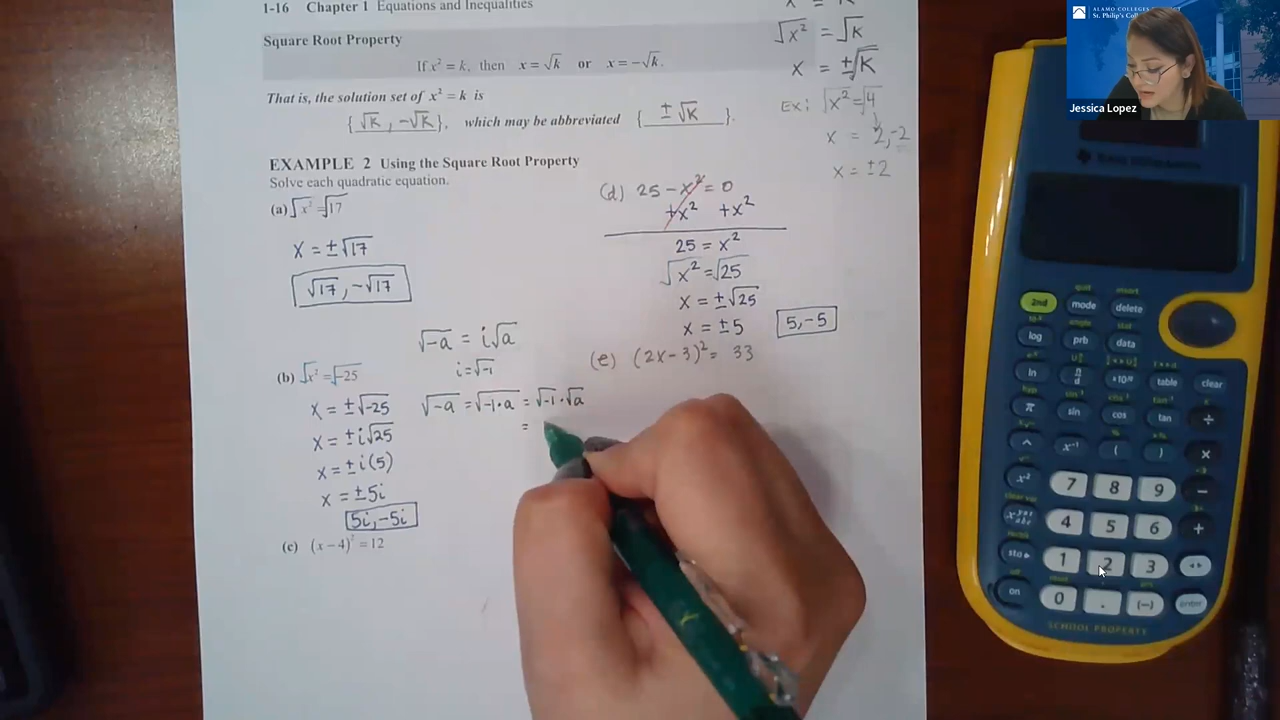 1-16 Chapter 1 Equations and Inequalities
Square Root Property
If x² = k, then x = √k or x = −√k.
That is, the solution set of x² = k is
{ √K , −√K }, which may be abbreviated { ± √K }.
√x² = √K
x = ±√K
Ex: √x² = √4
x = 2, -2
x = ±2
EXAMPLE 2 Using the Square Root Property
Solve each quadratic equation.
(a) √x² = √17
x = ±√17
√17 , −√17
√-a = i√a
i = √-1
(b) √x² = √−25
x = ±√-25
x = ±i√25
x = ±i(5)
x = ±5i
5i, -5i
√-a = √-1·a = √-1 · √a
=
(c) (x − 4)² = 12
(d) 25 − x² = 0
+x² +x²
25 = x²
√x² = √25
x = ±√25
x = ±5
5, -5
(e) (2x − 3)² = 33
ALAMO COLLEGES
Jessica Lopez
2nd mode delete
log prb data
ln table clear
π sin cos tan ÷
^ x⁻¹ ( ) ×
x² 7 8 9 −
4 5 6 +
sto▸ 1 2 3
on 0 . (−) enter
SCHOOL PROPERTY